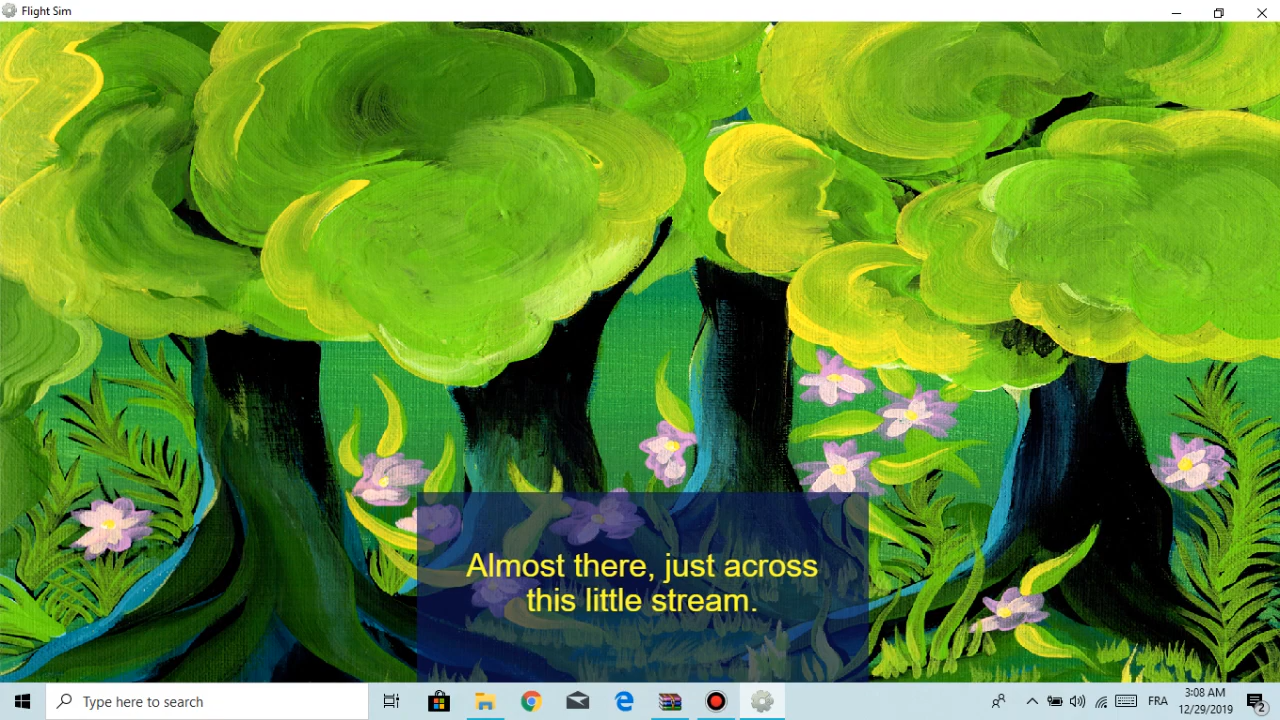 Flight Sim
Almost there, just across
this little stream.
Type here to search
FRA
3:08 AM
12/29/2019
2